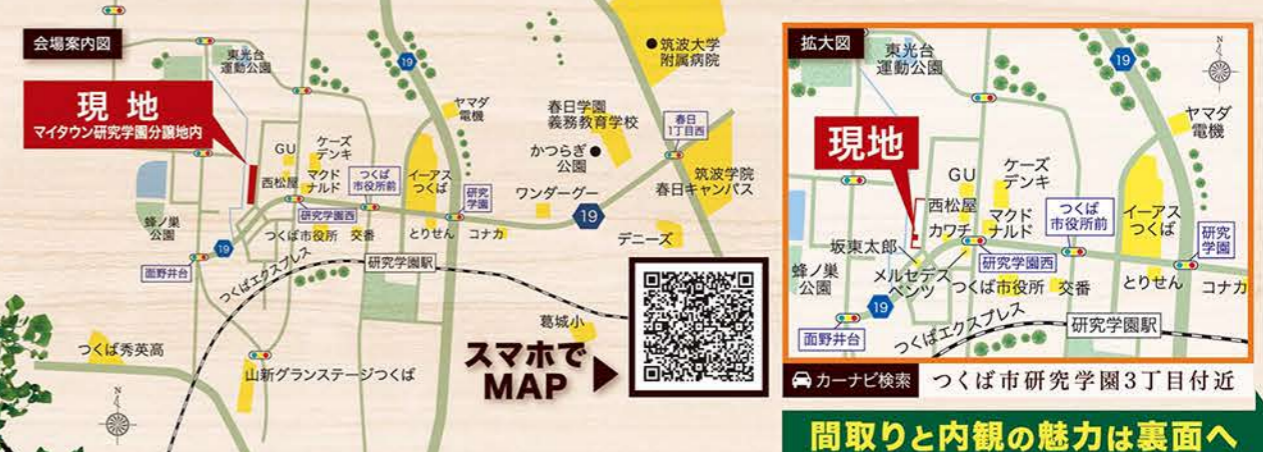 会場案内図
現地
マイタウン研究学園分譲地内
東光台
運動公園
19
ヤマダ
電機
筑波大学
附属病院
春日学園
義務教育学校
春日
1丁目西
かつらぎ
公園
筑波学院
春日キャンパス
GU
ケーズ
デンキ
西松屋
マクド
ナルド
つくば
市役所前
イーアス
つくば
研究
学園
ワンダーグー
19
研究学園西
蜂ノ巣
公園
つくば市役所
交番
とりせん
コナカ
デニーズ
19
面野井台
つくばエクスプレス
研究学園駅
葛城小
つくば秀英高
山新グランステージつくば
N
スマホで
MAP
拡大図
東光台
運動公園
19
N
ヤマダ
電機
現地
GU
ケーズ
デンキ
西松屋
カワチ
マクド
ナルド
つくば
市役所前
イーアス
つくば
研究
学園
坂東太郎
研究学園西
メルセデス
ベンツ
蜂ノ巣
公園
つくば市役所
交番
とりせん
コナカ
19
面野井台
つくばエクスプレス
研究学園駅
カーナビ検索
つくば市研究学園3丁目付近
間取りと内観の魅力は裏面へ